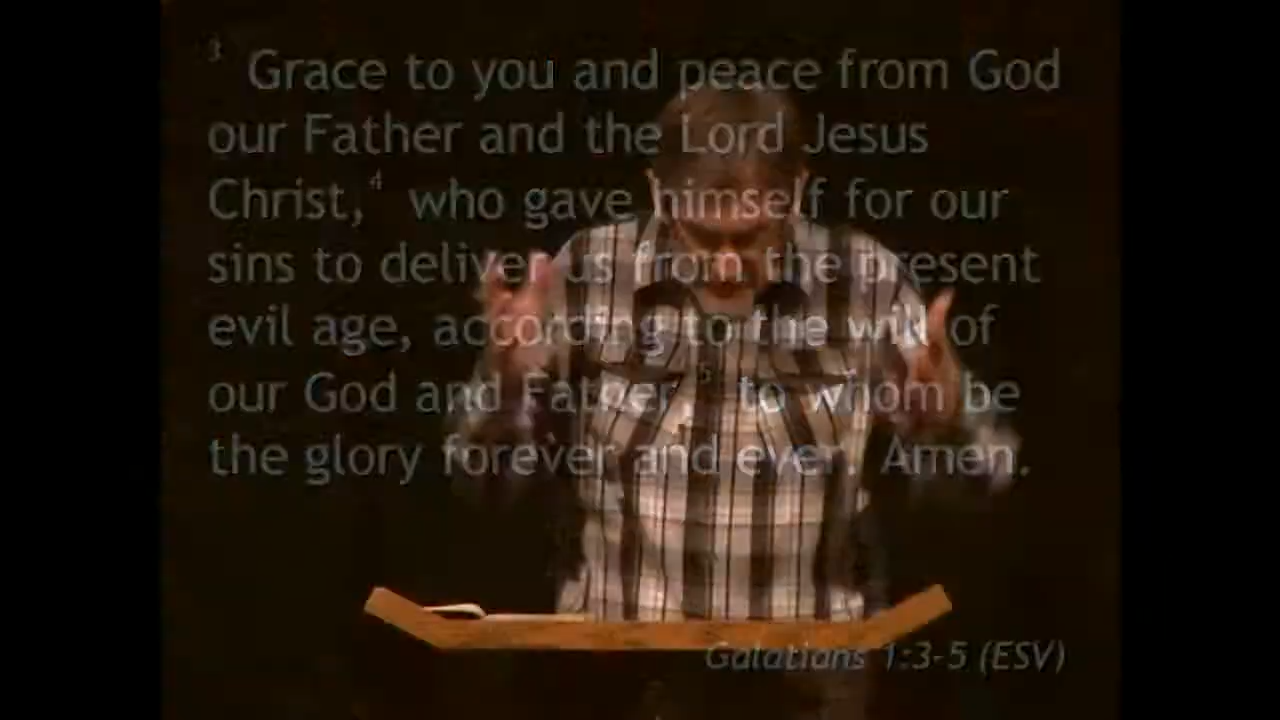 3 Grace to you and peace from God
our Father and the Lord Jesus
Christ, 4 who gave himself for our
sins to deliver us from the present
evil age, according to the will of
our God and Father, 5 to whom be
the glory forever and ever. Amen.
Galatians 1:3-5 (ESV)